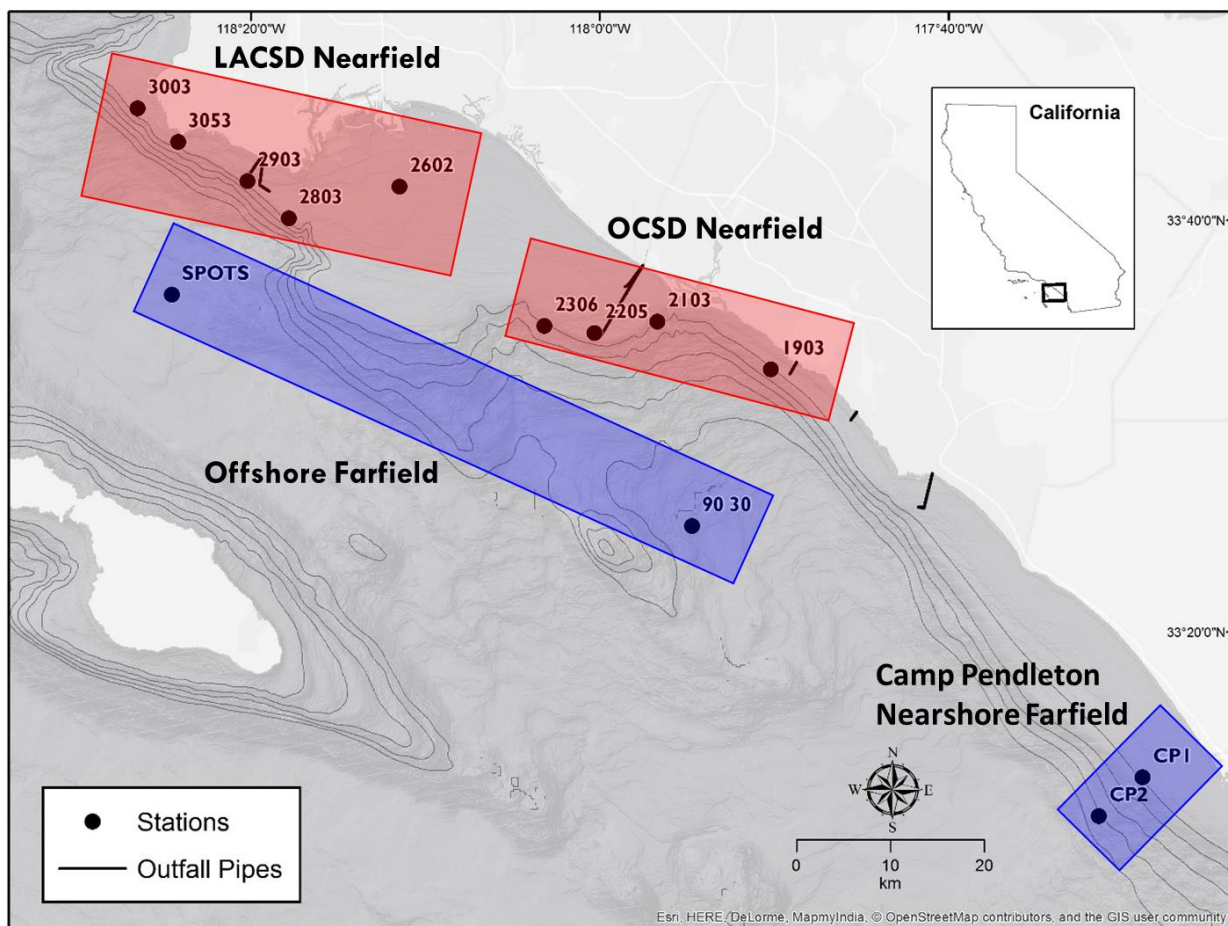 118°20'0"W
118°0'0"W
117°40'0"W
LACSD Nearfield
3003
3053
2903
2602
2803
California
OCSD Nearfield
33°40'0"N
SPOTS
2306
2205
2103
1903
Offshore Farfield
90 30
33°20'0"N
Camp Pendleton
Nearshore Farfield
CP1
CP2
N
W
E
S
Stations
Outfall Pipes
0
10
20
km
Esri, HERE, DeLorme, MapmyIndia, © OpenStreetMap contributors, and the GIS user community